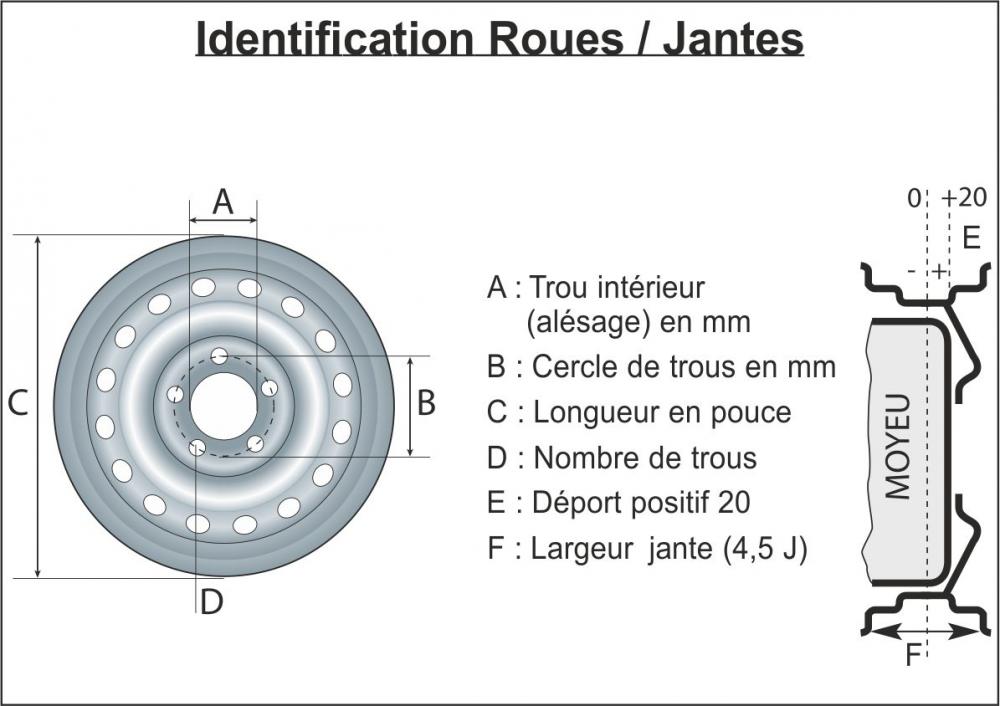 Identification Roues / Jantes
A
C
B
D
A : Trou intérieur
(alésage) en mm
B : Cercle de trous en mm
C : Longueur en pouce
D : Nombre de trous
E : Déport positif 20
F : Largeur jante (4,5 J)
0 +20
E
- +
MOYEU
F